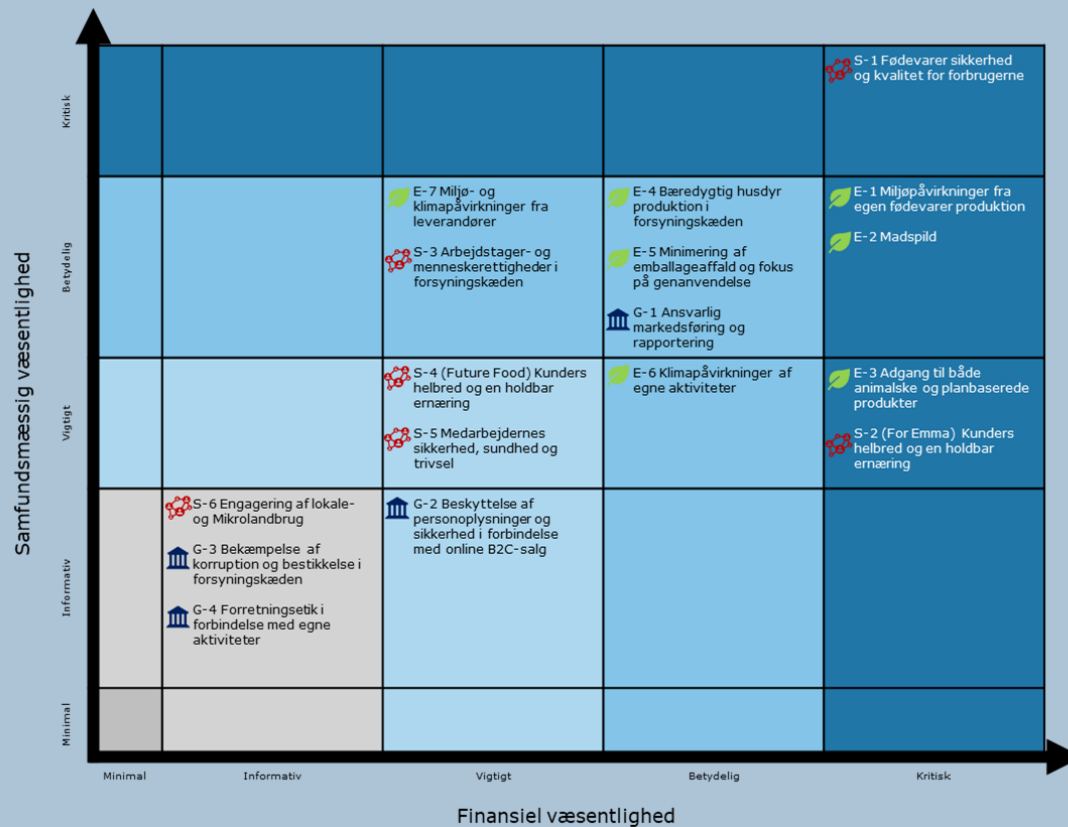 Samfundsmæssig væsentlighed
Kritisk
S-1 Fødevarer sikkerhed
og kvalitet for forbrugerne
Betydelig
E-7 Miljø- og
klimapåvirkninger fra
leverandører
S-3 Arbejdstager- og
menneskerettigheder i
forsyningskæden
E-4 Bæredygtig husdyr
produktion i
forsyningskæden
E-5 Minimering af
emballageaffald og fokus
på genanvendelse
G-1 Ansvarlig
markedsføring og
rapportering
E-1 Miljøpåvirkninger fra
egen fødevarer produktion
E-2 Madspild
Vigtigt
S-4 (Future Food) Kunders
helbred og en holdbar
ernæring
S-5 Medarbejdernes
sikkerhed, sundhed og
trivsel
E-6 Klimapåvirkninger af
egne aktiviteter
E-3 Adgang til både
animalske og planbaserede
produkter
S-2 (For Emma) Kunders
helbred og en holdbar
ernæring
Informativ
S-6 Engagering af lokale-
og Mikrolandbrug
G-3 Bekæmpelse af
korruption og bestikkelse i
forsyningskæden
G-4 Forretningsetik i
forbindelse med egne
aktiviteter
G-2 Beskyttelse af
personoplysninger og
sikkerhed i forbindelse
med online B2C-salg
Minimal
Minimal
Informativ
Vigtigt
Betydelig
Kritisk
Finansiel væsentlighed